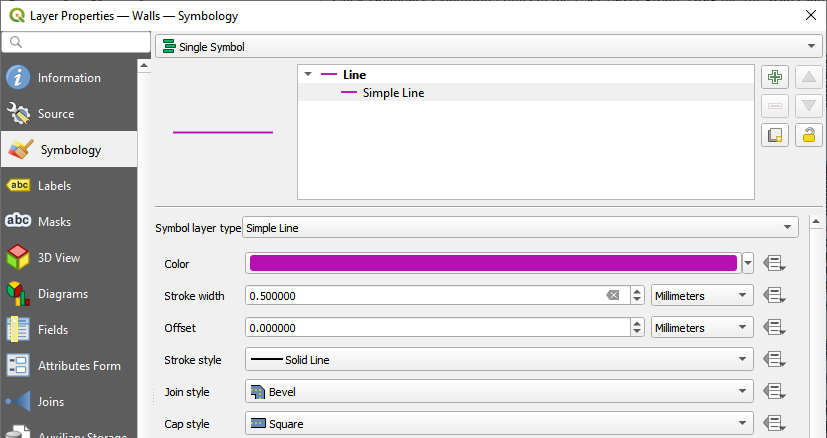 Layer Properties — Walls — Symbology
Single Symbol
Information
Source
Symbology
abc Labels
abc Masks
3D View
Diagrams
Fields
Attributes Form
Joins
Auxiliary Storage
Line
Simple Line
Symbol layer type Simple Line
Color
Stroke width 0.500000 Millimeters
Offset 0.000000 Millimeters
Stroke style Solid Line
Join style Bevel
Cap style Square